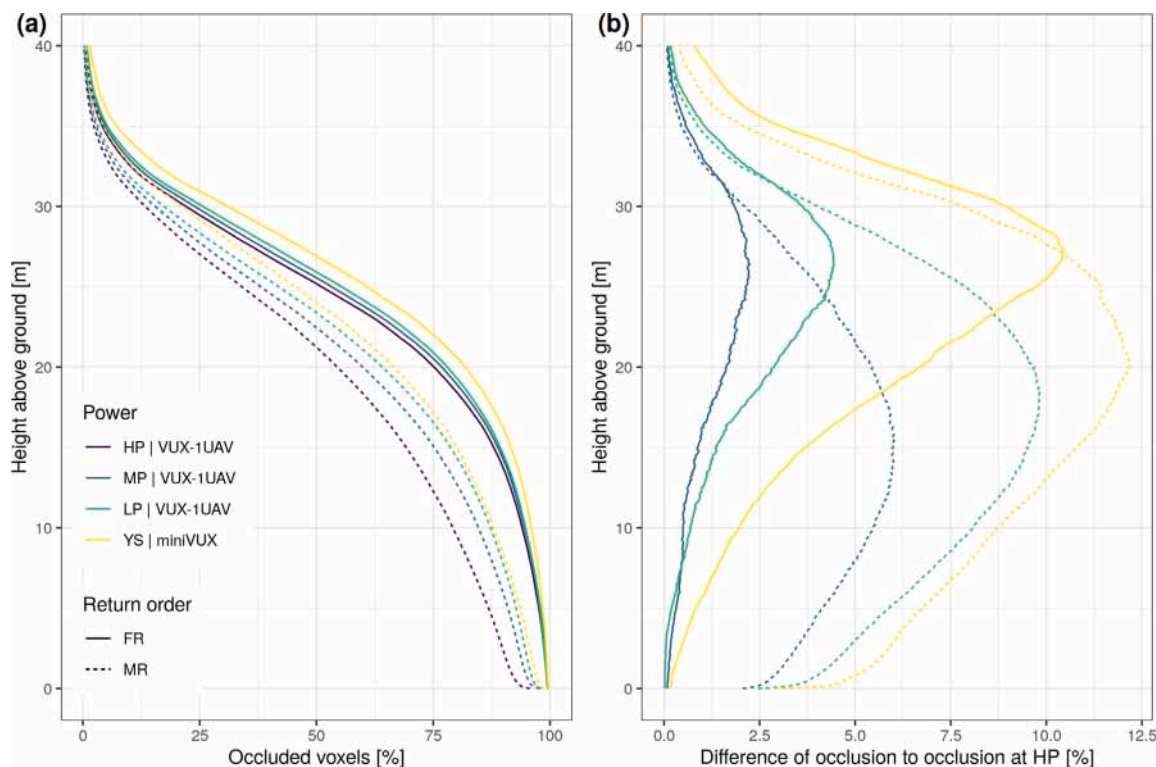 (a)
40
30
20
10
0
Height above ground [m]
Power
HP | VUX-1UAV
MP | VUX-1UAV
LP | VUX-1UAV
YS | miniVUX
Return order
FR
MR
0 25 50 75 100
Occluded voxels [%]
(b)
40
30
20
10
0
Height above ground [m]
0.0 2.5 5.0 7.5 10.0 12.5
Difference of occlusion to occlusion at HP [%]